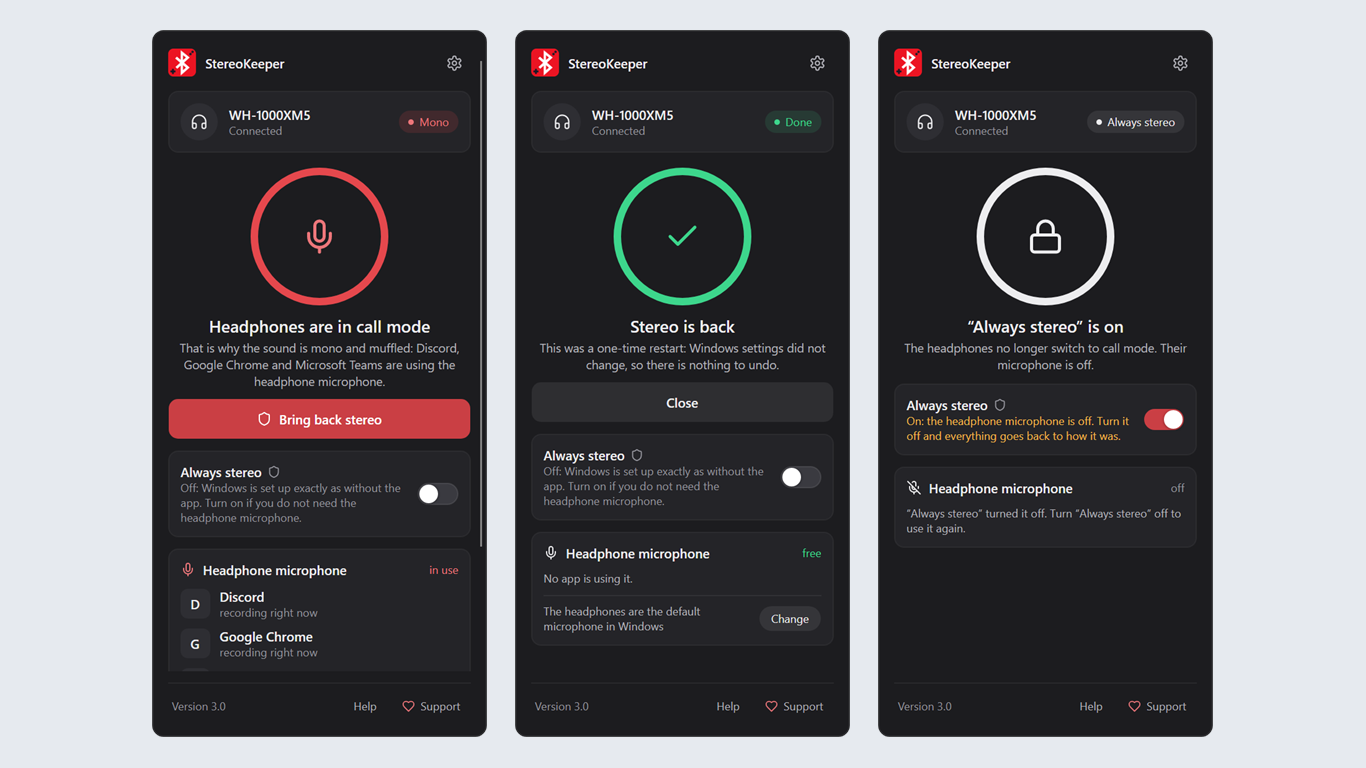 StereoKeeper
WH-1000XM5
Connected
Mono
Headphones are in call mode
That is why the sound is mono and muffled: Discord,
Google Chrome and Microsoft Teams are using the
headphone microphone.
Bring back stereo
Always stereo
Off: Windows is set up exactly as without the
app. Turn on if you do not need the
headphone microphone.
Headphone microphone
in use
D
Discord
recording right now
G
Google Chrome
recording right now
Version 3.0
Help
Support
StereoKeeper
WH-1000XM5
Connected
Done
Stereo is back
This was a one-time restart: Windows settings did not
change, so there is nothing to undo.
Close
Always stereo
Off: Windows is set up exactly as without the
app. Turn on if you do not need the
headphone microphone.
Headphone microphone
free
No app is using it.
The headphones are the default
microphone in Windows
Change
Version 3.0
Help
Support
StereoKeeper
WH-1000XM5
Connected
Always stereo
“Always stereo” is on
The headphones no longer switch to call mode. Their
microphone is off.
Always stereo
On: the headphone microphone is off. Turn it
off and everything goes back to how it was.
Headphone microphone
off
“Always stereo” turned it off. Turn “Always stereo” off to
use it again.
Version 3.0
Help
Support